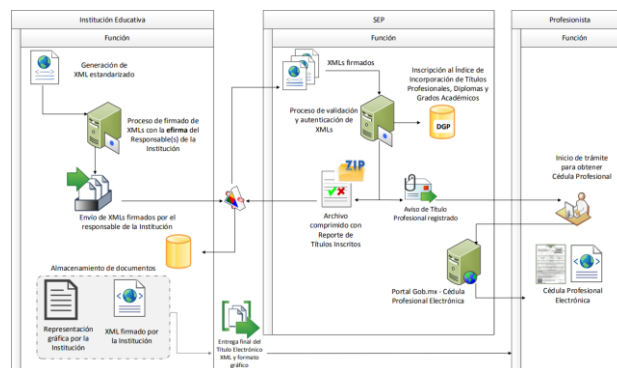 Institución Educativa
Función
Generación de
XML estandarizado
Proceso de firmado de
XMLs con la efirma del
Responsable(s) de la
Institución
Envío de XMLs firmados por el
responsable de la Institución
Almacenamiento de documentos
Representación
gráfica por la
Institución
XML firmado por
la Institución
Entrega final del
Título Electrónico
XML y formato
gráfico
SEP
Función
XMLs firmados
Inscripción al Índice de
Incorporación de Títulos
Profesionales, Diplomas y
Grados Académicos
Proceso de validación
y autenticación de
XMLs
DGP
ZIP
Archivo
comprimido con
Reporte de
Títulos Inscritos
Aviso de Título
Profesional registrado
Portal Gob.mx - Cédula
Profesional Electrónica
Profesionista
Función
Inicio de trámite
para obtener
Cédula Profesional
Cédula Profesional
Electrónica